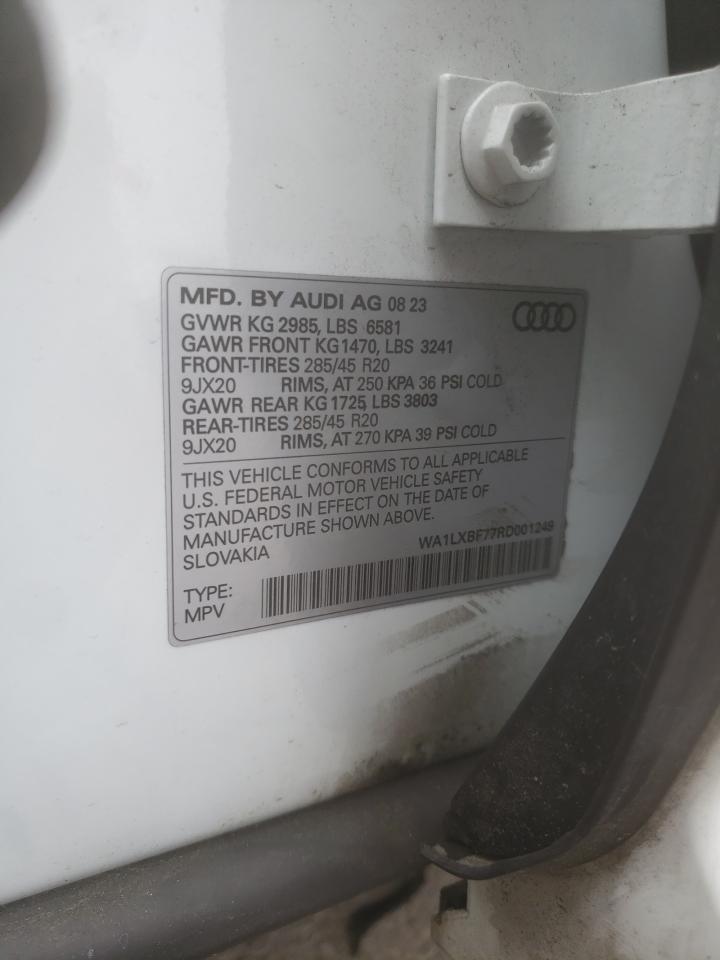 MFD. BY AUDI AG 08 23
GVWR KG 2985, LBS 6581
GAWR FRONT KG1470, LBS 3241
FRONT-TIRES 285/45 R20
9JX20 RIMS, AT 250 KPA 36 PSI COLD
GAWR REAR KG 1725, LBS 3803
REAR-TIRES 285/45 R20
9JX20 RIMS, AT 270 KPA 39 PSI COLD
THIS VEHICLE CONFORMS TO ALL APPLICABLE
U.S. FEDERAL MOTOR VEHICLE SAFETY
STANDARDS IN EFFECT ON THE DATE OF
MANUFACTURE SHOWN ABOVE.
SLOVAKIA
WA1LXBF77RD001249
TYPE:
MPV